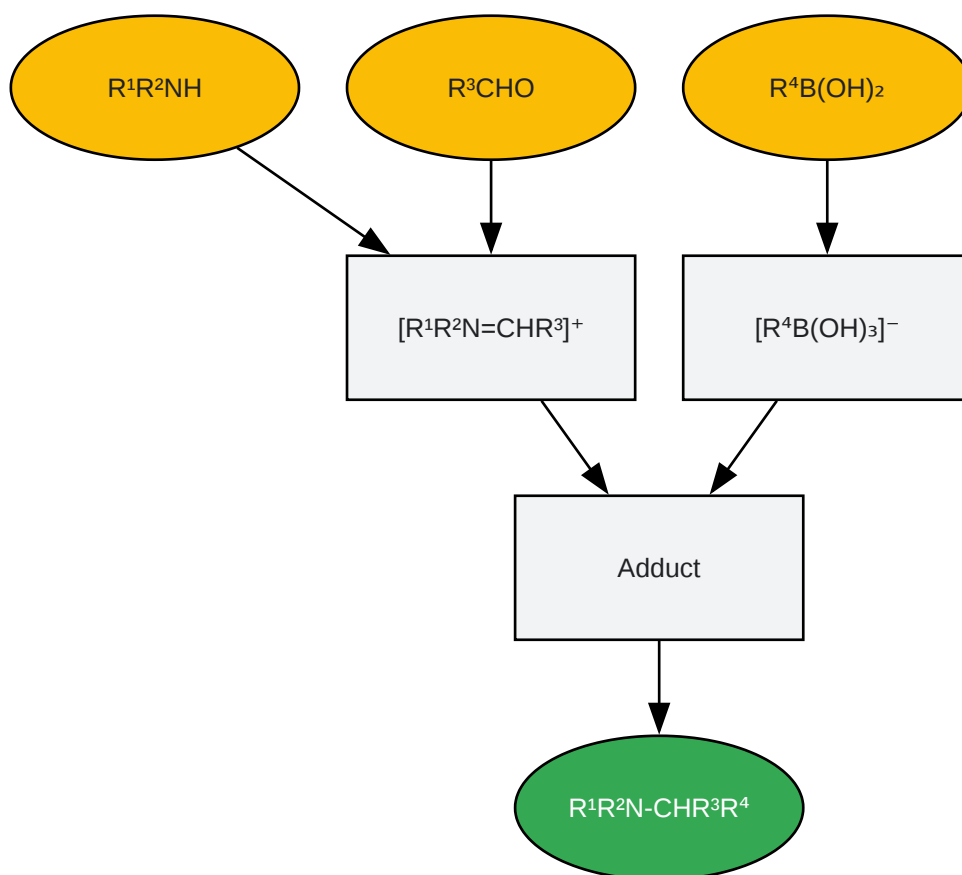 R¹R²NH
R³CHO
R⁴B(OH)₂
[R¹R²N=CHR³]⁺
[R⁴B(OH)₃]⁻
Adduct
R¹R²N-CHR³R⁴